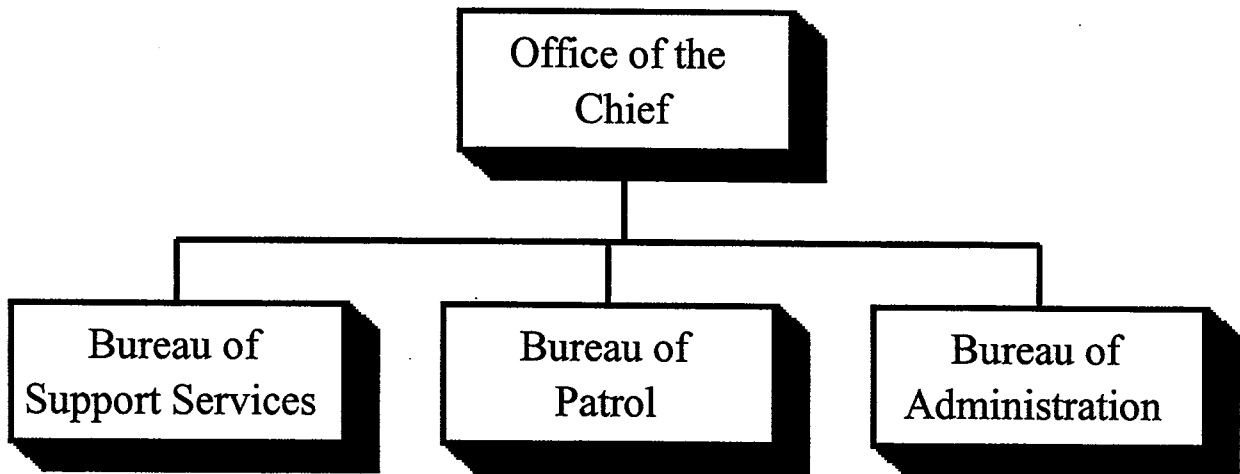 Office of the
Chief
Bureau of
Support Services
Bureau of
Patrol
Bureau of
Administration